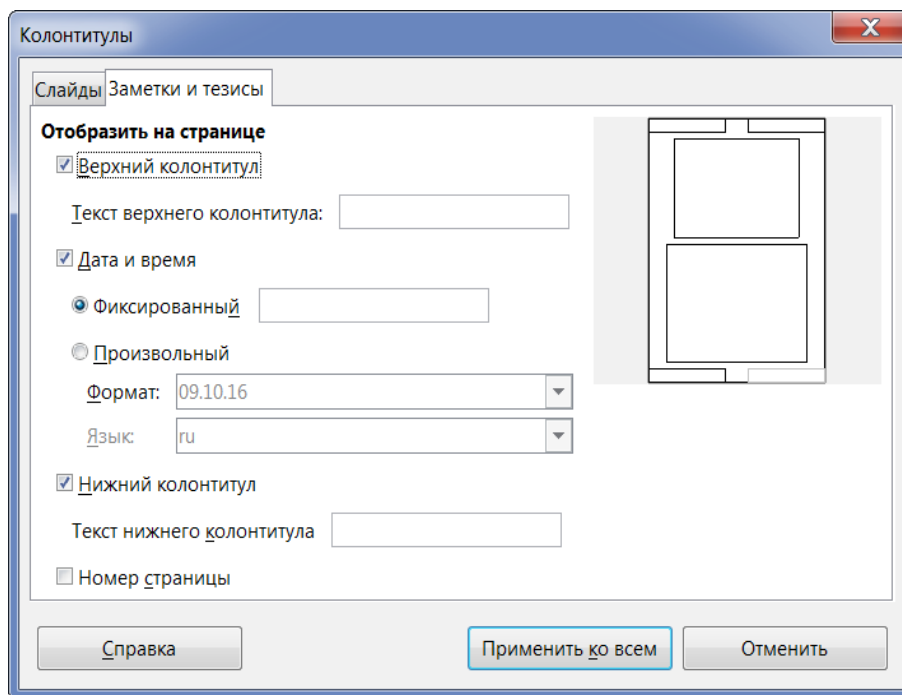 Колонтитулы
Слайды Заметки и тезисы
Отобразить на странице
Верхний колонтитул
Текст верхнего колонтитула:
Дата и время
Фиксированный
Произвольный
Формат: 09.10.16
Язык: ru
Нижний колонтитул
Текст нижнего колонтитула
Номер страницы
Справка Применить ко всем Отменить